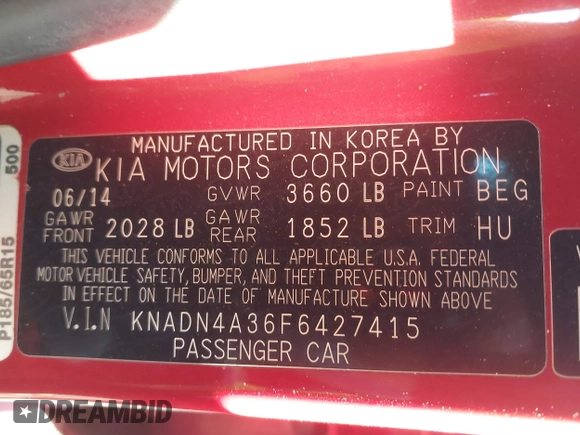 MANUFACTURED IN KOREA BY
KIA KIA MOTORS CORPORATION
06/14 GVWR 3660 LB PAINT BEG
GAWR FRONT 2028 LB GAWR REAR 1852 LB TRIM HU
THIS VEHICLE CONFORMS TO ALL APPLICABLE U.S.A. FEDERAL
MOTOR VEHICLE SAFETY, BUMPER, AND THEFT PREVENTION STANDARDS
IN EFFECT ON THE DATE OF MANUFACTURE SHOWN ABOVE.
V.I.N KNADN4A36F6427415
PASSENGER CAR
P185/65R15
500
DREAMBID